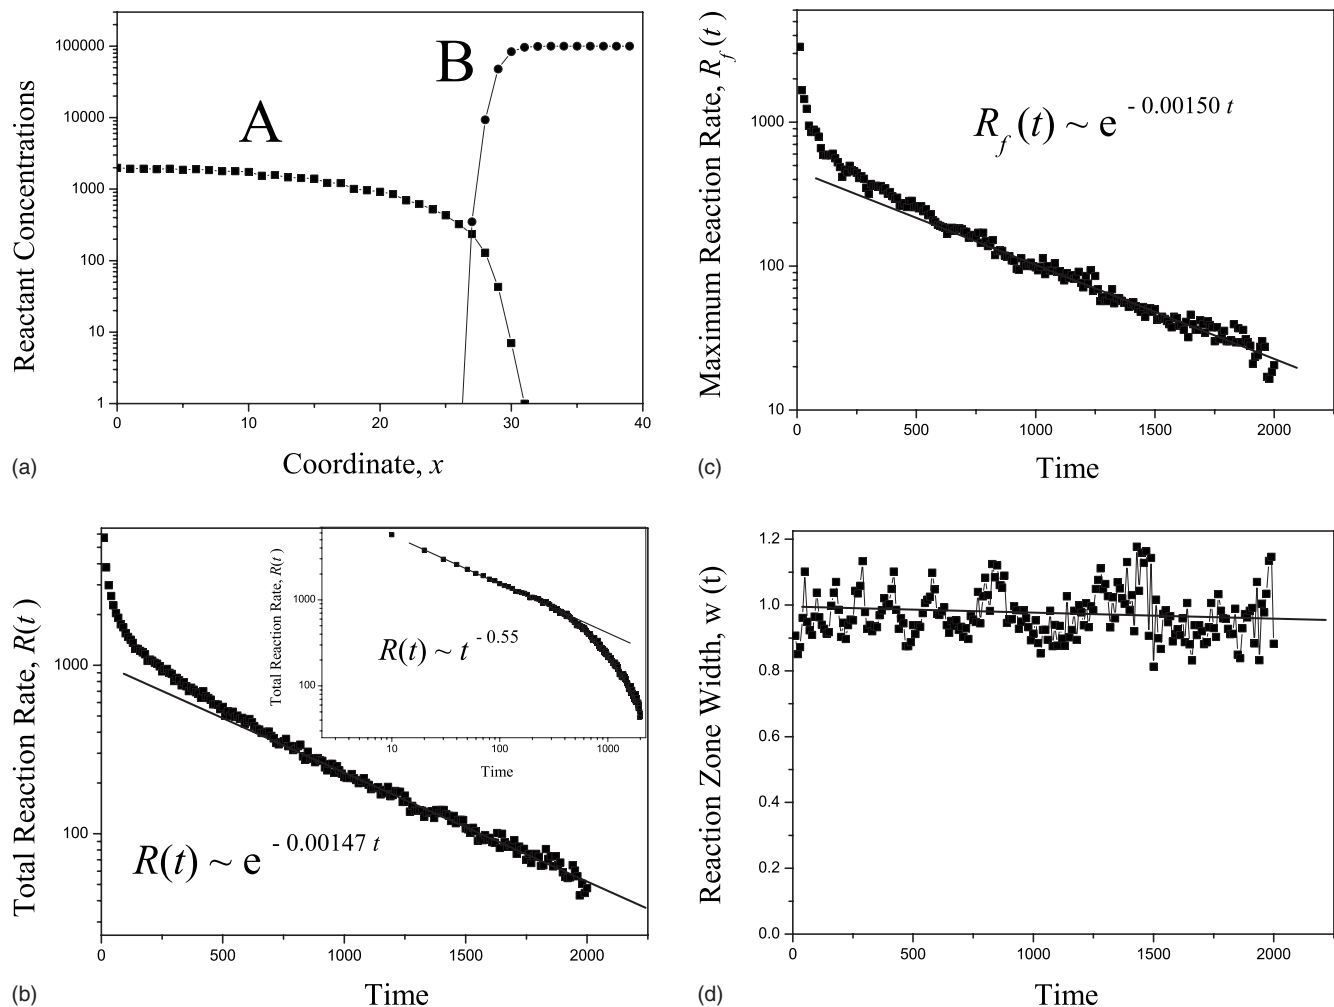 100000
10000
1000
100
10
1
0
10
20
30
40
Reactant Concentrations
Coordinate, x
A
B
(a)
1000
100
10
0
500
1000
1500
2000
Maximum Reaction Rate, R_f (t)
Time
R_f (t) ~ e^{- 0.00150 t}
(c)
1000
100
0
500
1000
1500
2000
Total Reaction Rate, R(t)
Time
R(t) ~ e^{- 0.00147 t}
1000
100
10
100
1000
Total Reaction Rate, R(t)
Time
R(t) ~ t^{- 0.55}
(b)
1.2
1.0
0.8
0.6
0.4
0.2
0.0
0
500
1000
1500
2000
Reaction Zone Width, w (t)
Time
(d)